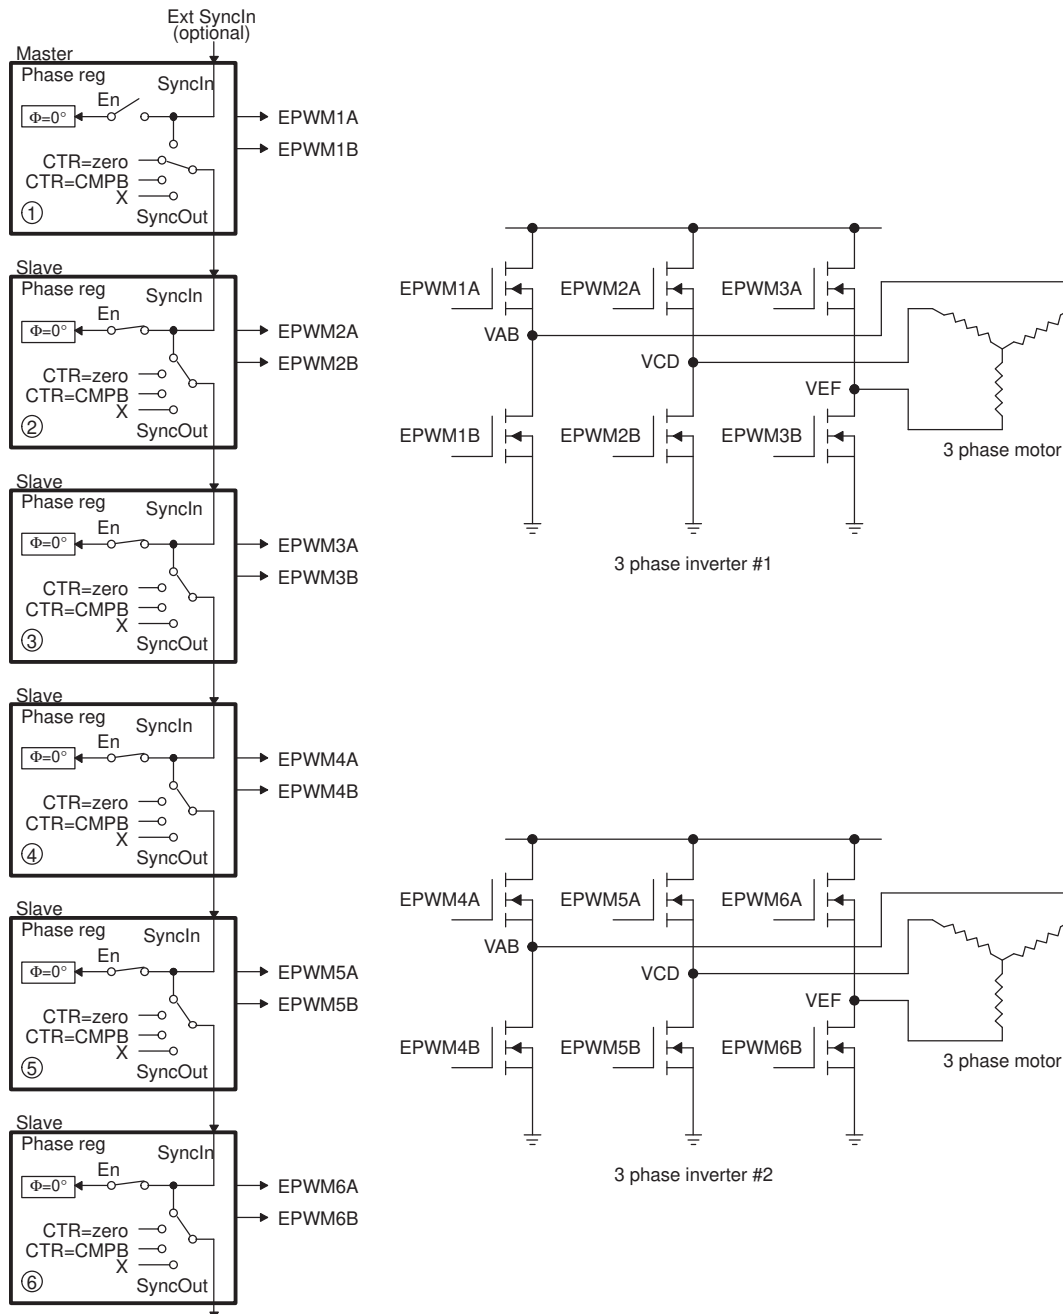 Ext SyncIn
(optional)
Master
Phase reg
SyncIn
En
Φ=0°
EPWM1A
EPWM1B
CTR=zero
CTR=CMPB
X
1
SyncOut
Slave
Phase reg
SyncIn
En
Φ=0°
EPWM2A
EPWM2B
CTR=zero
CTR=CMPB
X
2
SyncOut
Slave
Phase reg
SyncIn
En
Φ=0°
EPWM3A
EPWM3B
CTR=zero
CTR=CMPB
X
3
SyncOut
Slave
Phase reg
SyncIn
En
Φ=0°
EPWM4A
EPWM4B
CTR=zero
CTR=CMPB
X
4
SyncOut
Slave
Phase reg
SyncIn
En
Φ=0°
EPWM5A
EPWM5B
CTR=zero
CTR=CMPB
X
5
SyncOut
Slave
Phase reg
SyncIn
En
Φ=0°
EPWM6A
EPWM6B
CTR=zero
CTR=CMPB
X
6
SyncOut
EPWM1A
EPWM2A
EPWM3A
VAB
VCD
VEF
EPWM1B
EPWM2B
EPWM3B
3 phase motor
3 phase inverter #1
EPWM4A
EPWM5A
EPWM6A
VAB
VCD
VEF
EPWM4B
EPWM5B
EPWM6B
3 phase motor
3 phase inverter #2